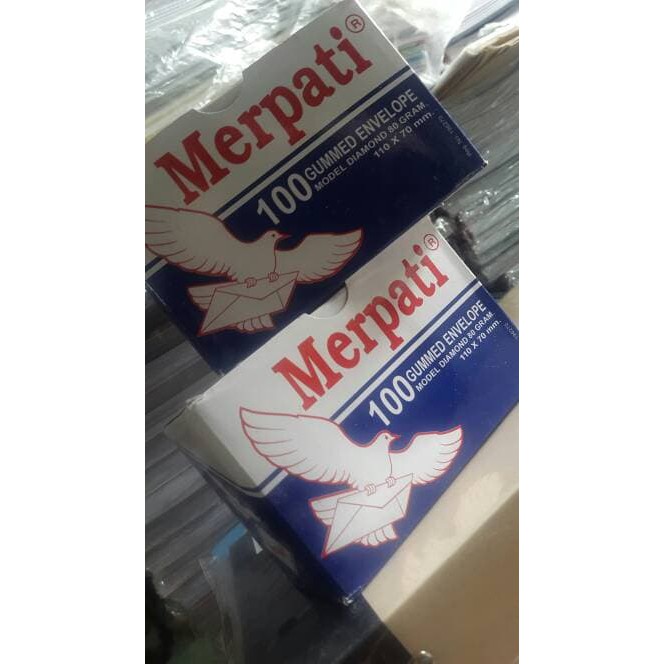 Merpati ®
100 GUMMED ENVELOPE
MODEL DIAMOND 80 GRAM.
110 X 70 mm.
Merpati ®
100 GUMMED ENVELOPE
MODEL DIAMOND 80 GRAM.
110 X 70 mm.